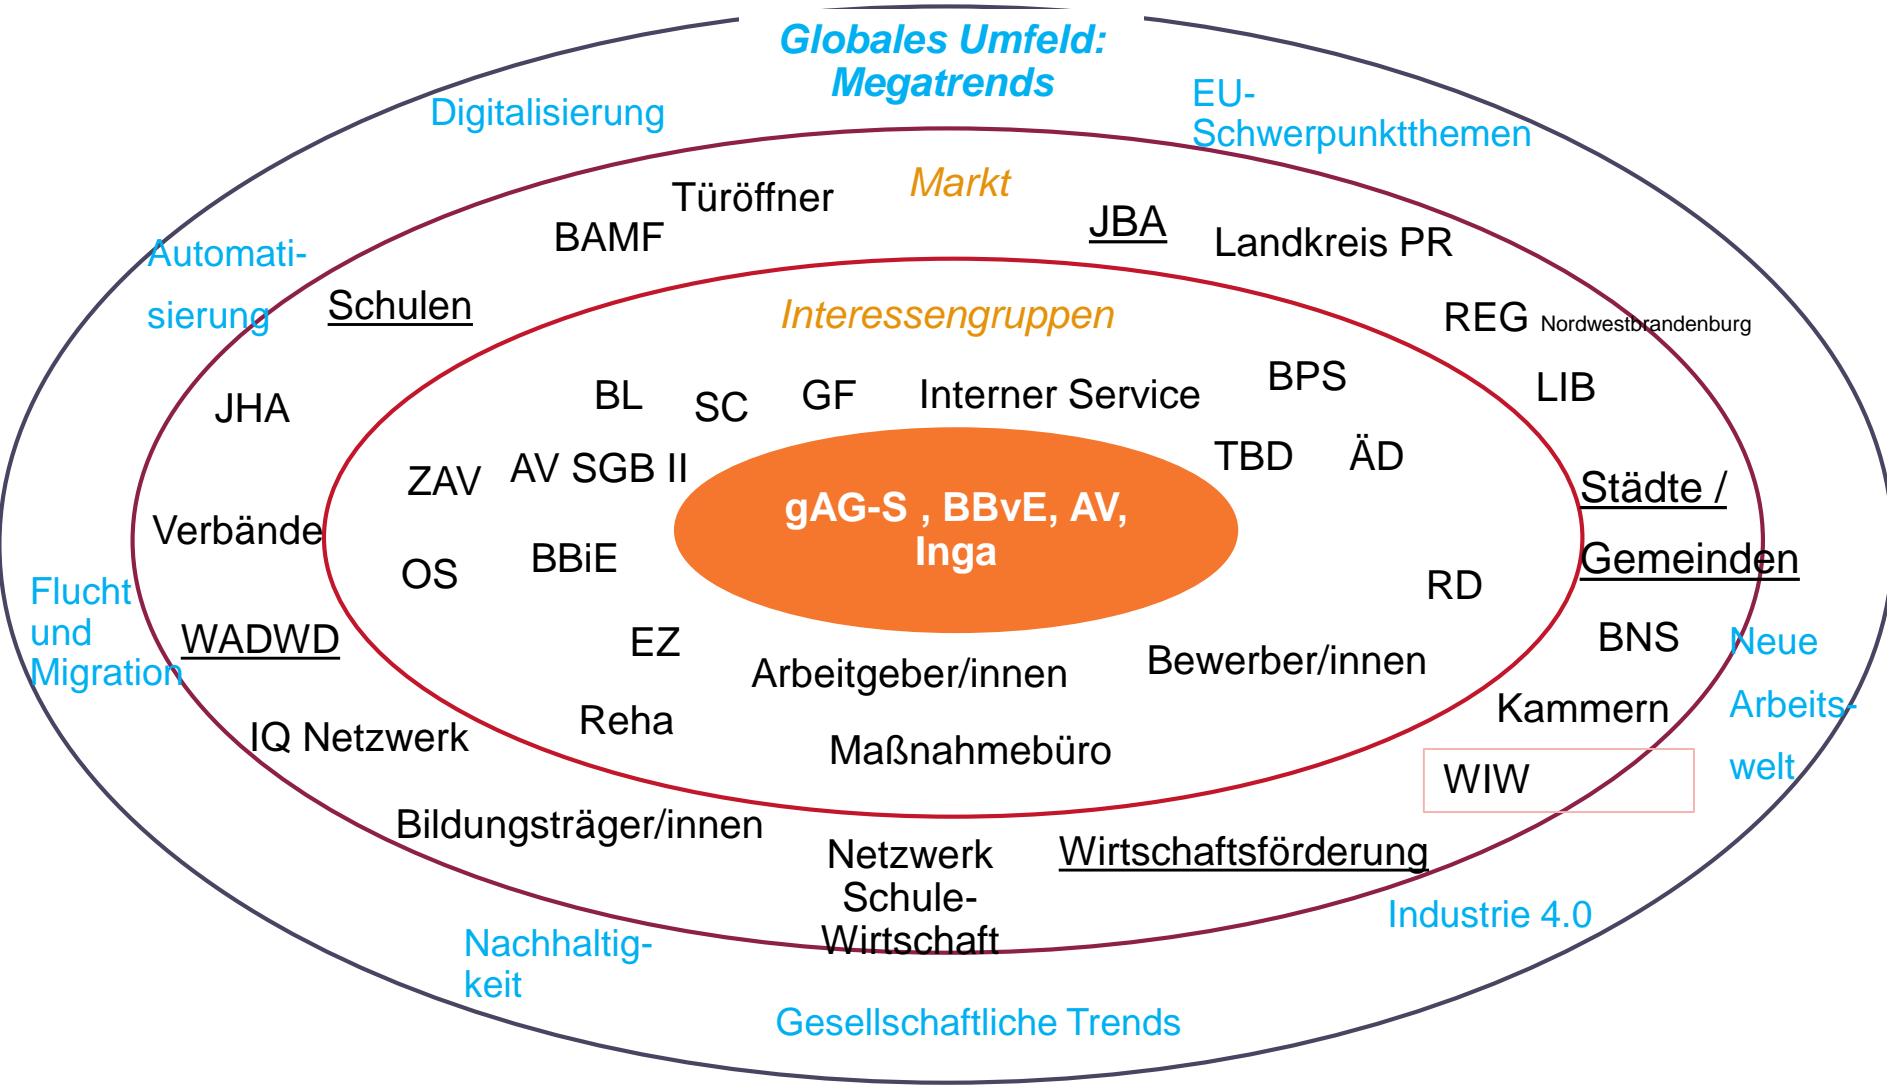 Globales Umfeld:
Megatrends
Digitalisierung
EU-
Schwerpunktthemen
Markt
Türöffner
BAMF
JBA
Landkreis PR
Automati-
sierung
Schulen
Interessengruppen
REG Nordwestbrandenburg
JHA
BL
SC
GF
Interner Service
BPS
LIB
ZAV
AV SGB II
TBD
ÄD
Städte /
Gemeinden
gAG-S , BBvE, AV,
Inga
Verbände
OS
BBiE
RD
Flucht
und
Migration
WADWD
EZ
Arbeitgeber/innen
Bewerber/innen
BNS
Neue
Arbeits-
welt
IQ Netzwerk
Reha
Maßnahmebüro
Kammern
WIW
Bildungsträger/innen
Netzwerk
Schule-
Wirtschaft
Wirtschaftsförderung
Industrie 4.0
Nachhaltig-
keit
Gesellschaftliche Trends